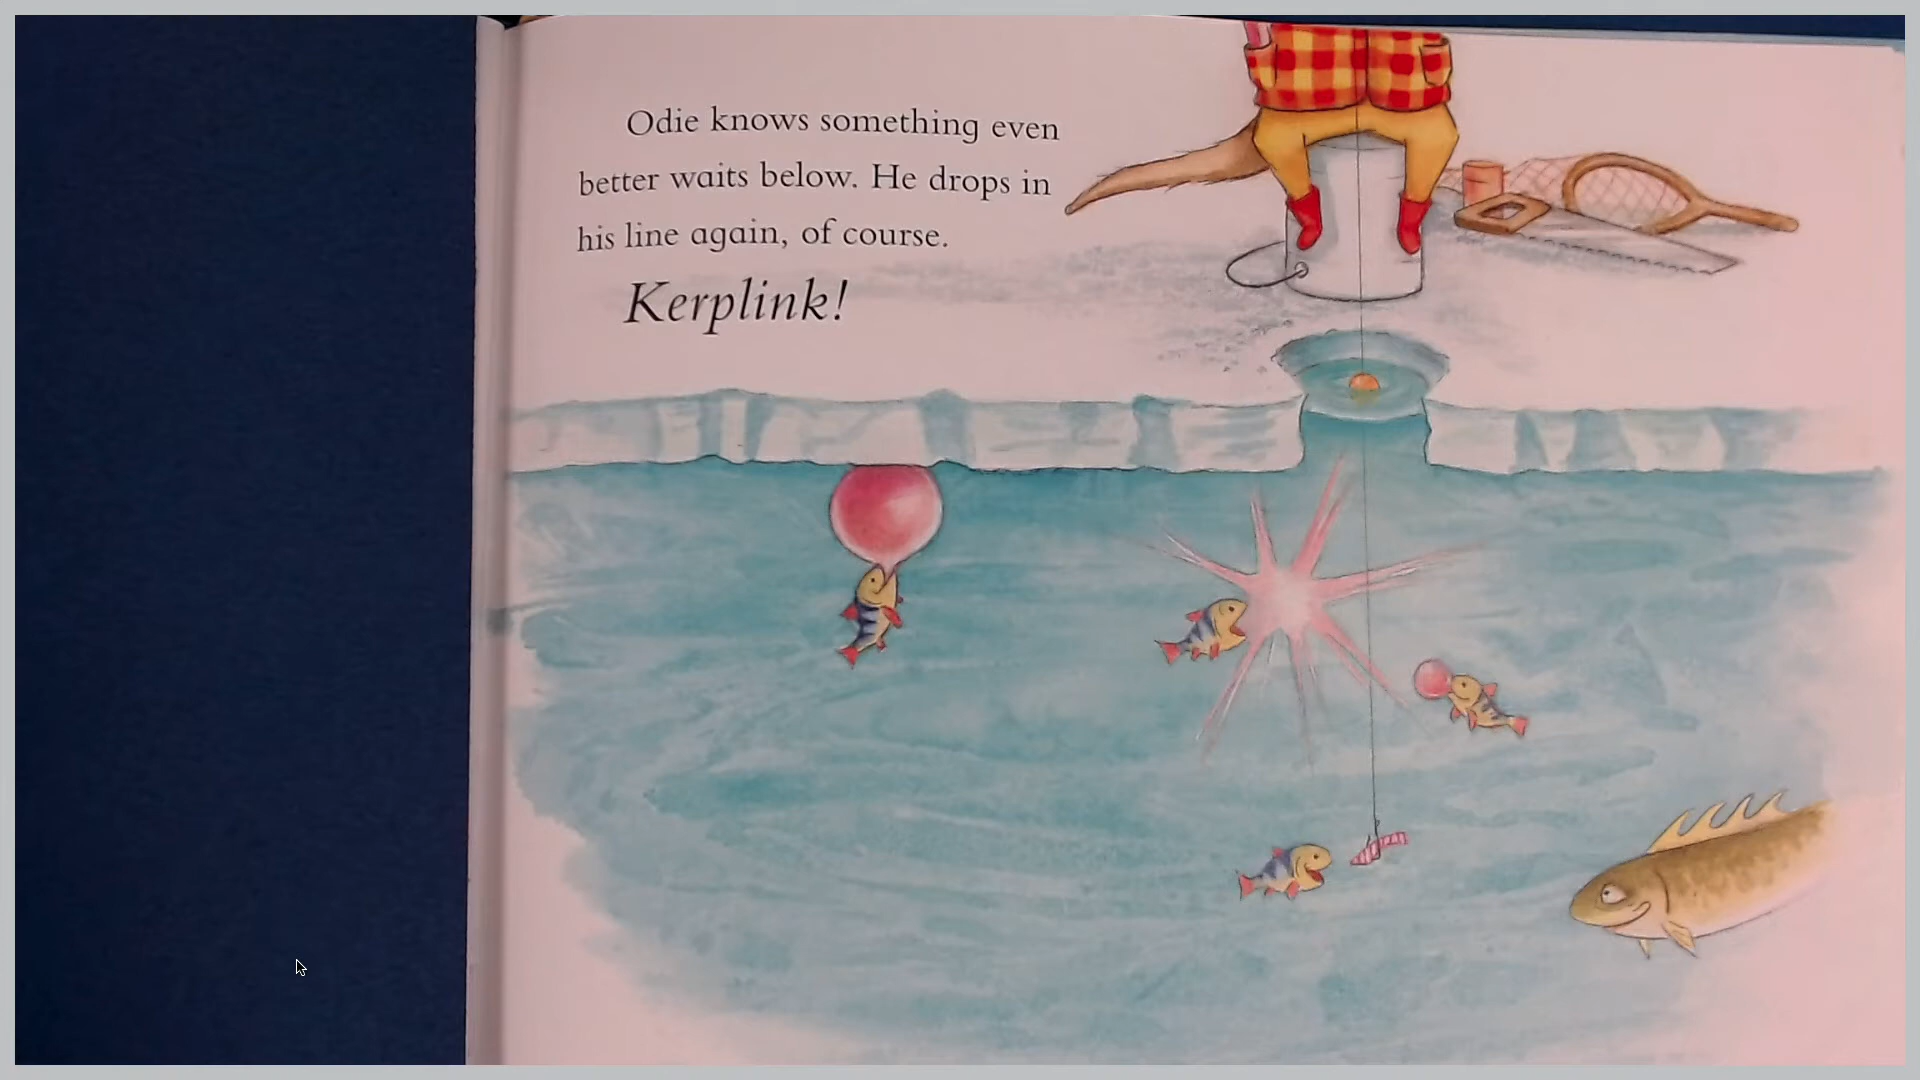 Odie knows something even
better waits below. He drops in
his line again, of course.
Kerplink!